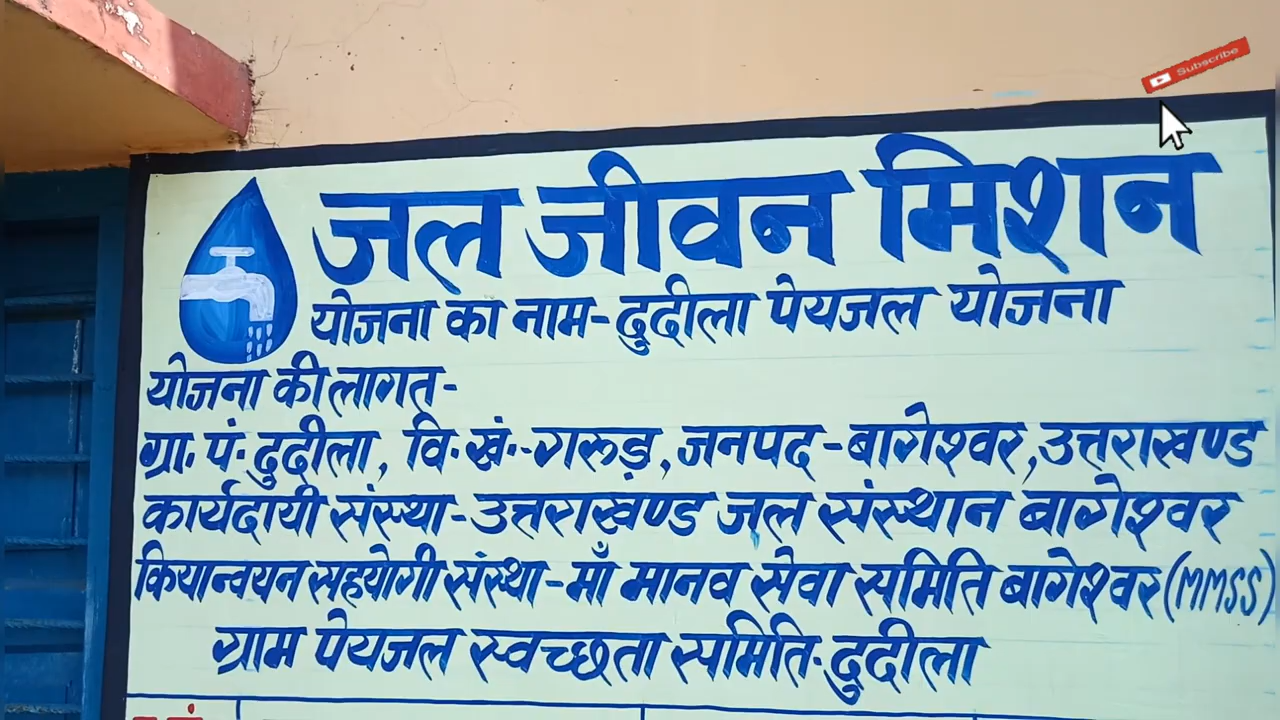 Subscribe
जल जीवन मिशन
योजना का नाम-दुदीला पेयजल योजना
योजना की लागत-
ग्रा. पं. दुदीला, वि.खं.-गरूड़, जनपद-बागेश्वर, उत्तराखण्ड
कार्यदायी संस्था-उत्तराखंण्ड जल संस्थान बागेश्वर
कियान्वयन सहयोगी संस्था-माँ मानव सेवा समिति बागेश्वर (MMSS)
ग्राम पेयजल स्वच्छता समिति.दुदीला